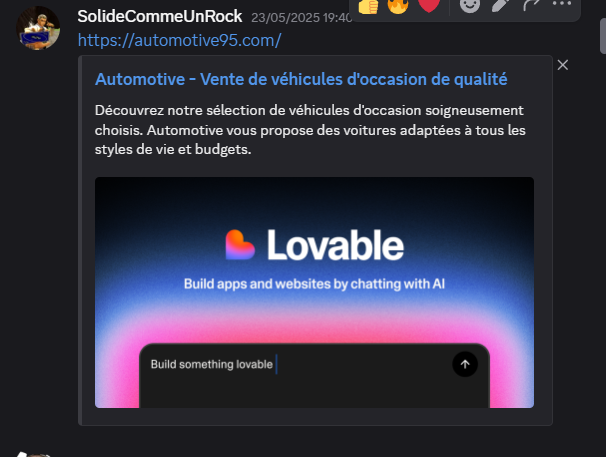 SolideCommeUnRock 23/05/2025 19:40
https://automotive95.com/
Automotive - Vente de véhicules d'occasion de qualité
Découvrez notre sélection de véhicules d'occasion soigneusement
choisis. Automotive vous propose des voitures adaptées à tous les
styles de vie et budgets.
Lovable
Build apps and websites by chatting with AI
Build something lovable